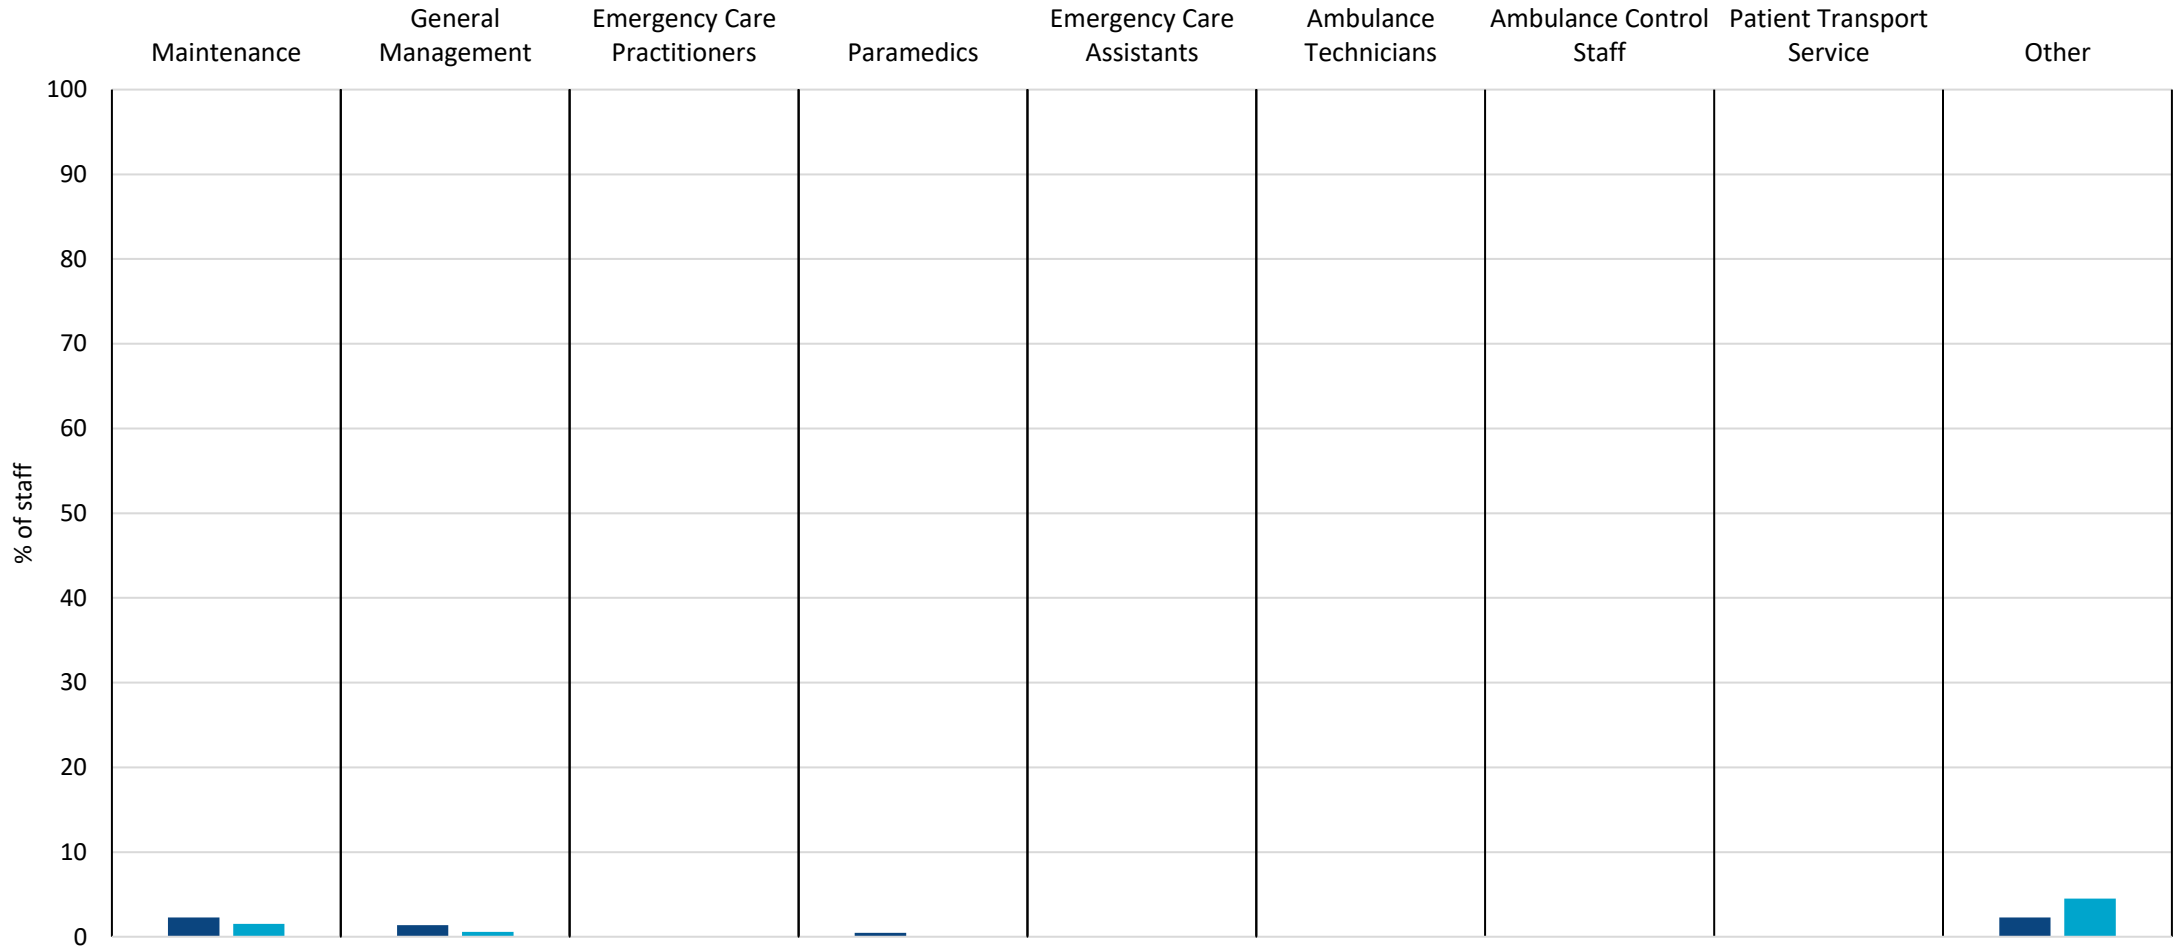 Maintenance
General
Management
Emergency Care
Practitioners
Paramedics
Emergency Care
Assistants
Ambulance
Technicians
Ambulance Control
Staff
Patient Transport
Service
Other
% of staff
100
90
80
70
60
50
40
30
20
10
0